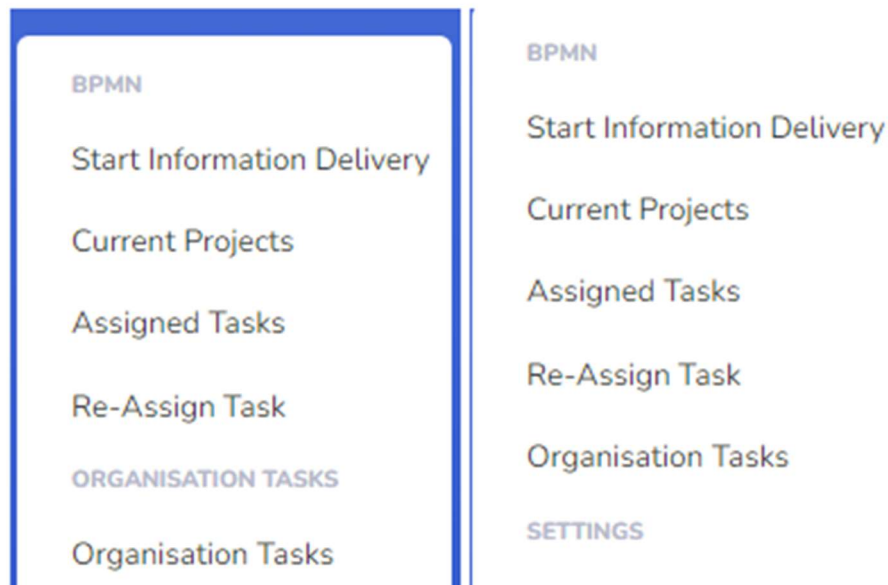 BPMN
Start Information Delivery
Current Projects
Assigned Tasks
Re-Assign Task
ORGANISATION TASKS
Organisation Tasks
BPMN
Start Information Delivery
Current Projects
Assigned Tasks
Re-Assign Task
Organisation Tasks
SETTINGS